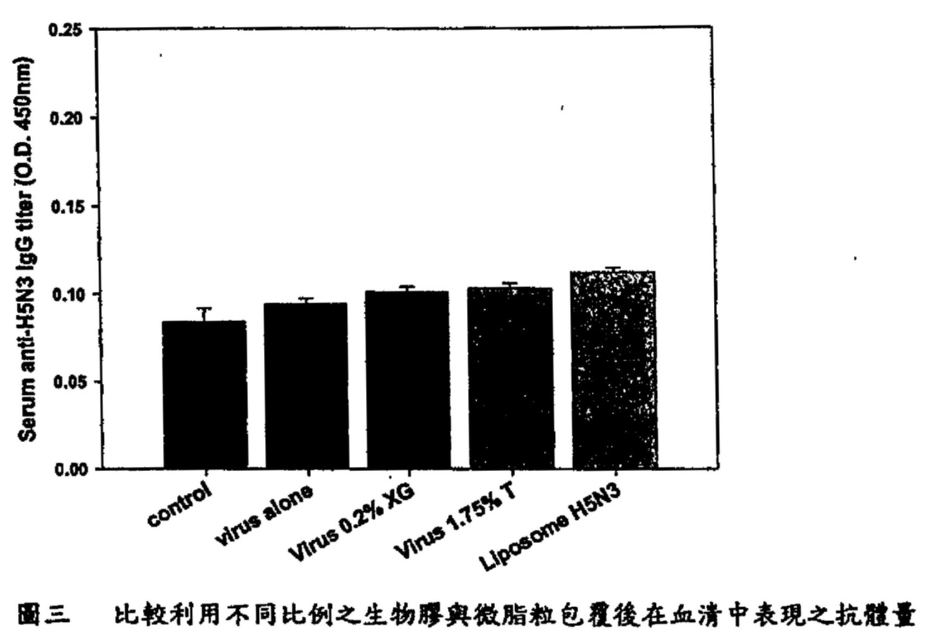 Serum anti-H5N3 IgG titer (O.D. 450nm)
0.25
0.20
0.15
0.10
0.05
0.00
control
virus alone
Virus 0.2% XG
Virus 1.75% T
Liposome H5N3
圖三 比較利用不同比例之生物膠與微脂粒包覆後在血清中表現之抗體量